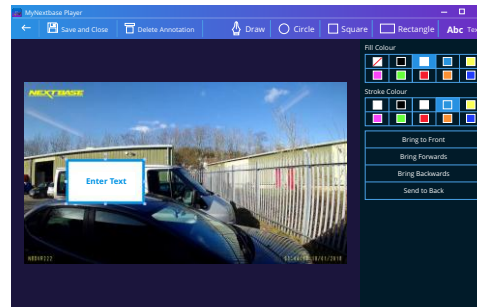 MyNextbase Player
Save and Close
Delete Annotation
Draw
Circle
Square
Rectangle
Abc
Fill Colour
Stroke Colour
Bring to Front
Bring Forwards
Bring Backwards
Send to Back
NEXTBASE
Enter Text